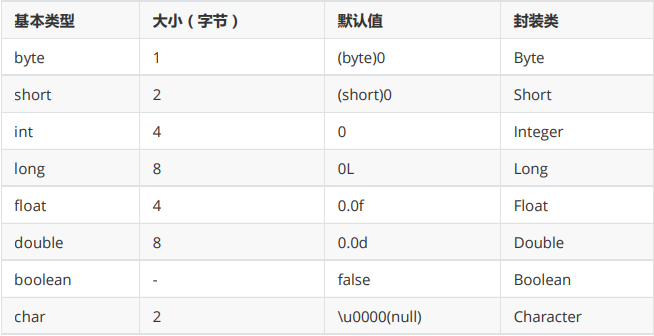 基本类型 大小（字节） 默认值 封装类
byte 1 (byte)0 Byte
short 2 (short)0 Short
int 4 0 Integer
long 8 0L Long
float 4 0.0f Float
double 8 0.0d Double
boolean - false Boolean
char 2 \u0000(null) Character